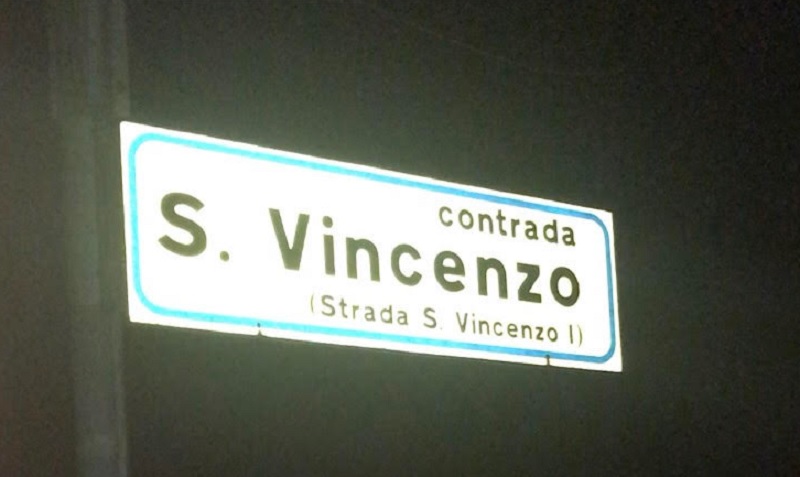 contrada
S. Vincenzo
(Strada S. Vincenzo I)